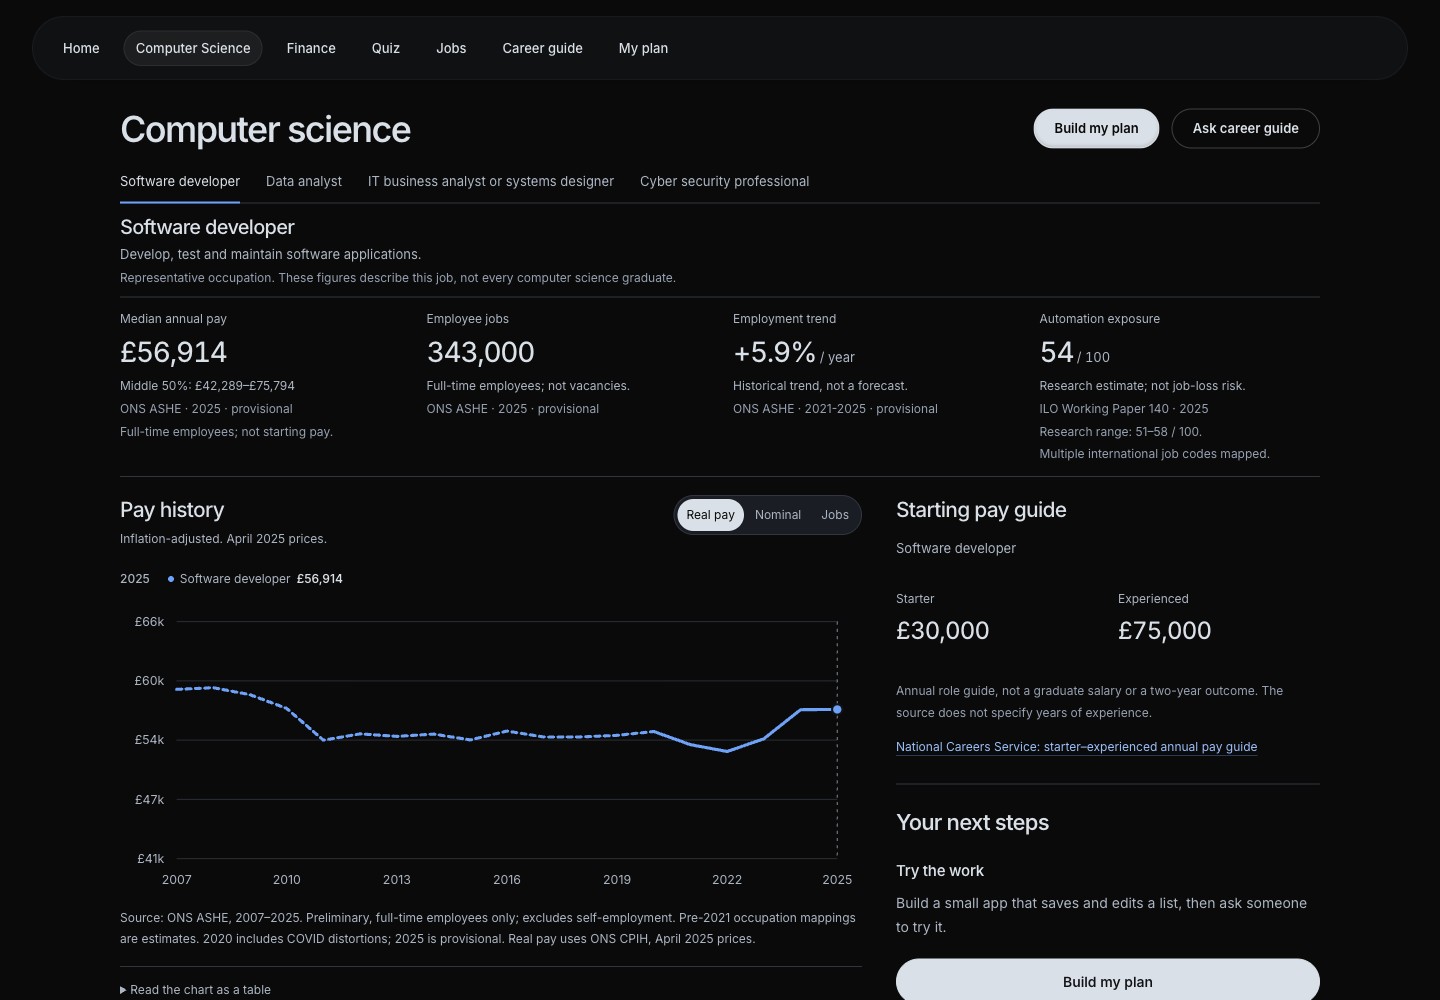 Home Computer Science Finance Quiz Jobs Career guide My plan
Computer science
Build my plan Ask career guide
Software developer Data analyst IT business analyst or systems designer Cyber security professional
Software developer
Develop, test and maintain software applications.
Representative occupation. These figures describe this job, not every computer science graduate.
Median annual pay
£56,914
Middle 50%: £42,289–£75,794
ONS ASHE · 2025 · provisional
Full-time employees; not starting pay.
Employee jobs
343,000
Full-time employees; not vacancies.
ONS ASHE · 2025 · provisional
Employment trend
+5.9% / year
Historical trend, not a forecast.
ONS ASHE · 2021-2025 · provisional
Automation exposure
54 / 100
Research estimate; not job-loss risk.
ILO Working Paper 140 · 2025
Research range: 51–58 / 100.
Multiple international job codes mapped.
Pay history
Real pay Nominal Jobs
Inflation-adjusted. April 2025 prices.
2025 Software developer £56,914
£66k
£60k
£54k
£47k
£41k
2007 2010 2013 2016 2019 2022 2025
Source: ONS ASHE, 2007–2025. Preliminary, full-time employees only; excludes self-employment. Pre-2021 occupation mappings
are estimates. 2020 includes COVID distortions; 2025 is provisional. Real pay uses ONS CPIH, April 2025 prices.
Read the chart as a table
Starting pay guide
Software developer
Starter
£30,000
Experienced
£75,000
Annual role guide, not a graduate salary or a two-year outcome. The
source does not specify years of experience.
National Careers Service: starter–experienced annual pay guide
Your next steps
Try the work
Build a small app that saves and edits a list, then ask someone
to try it.
Build my plan